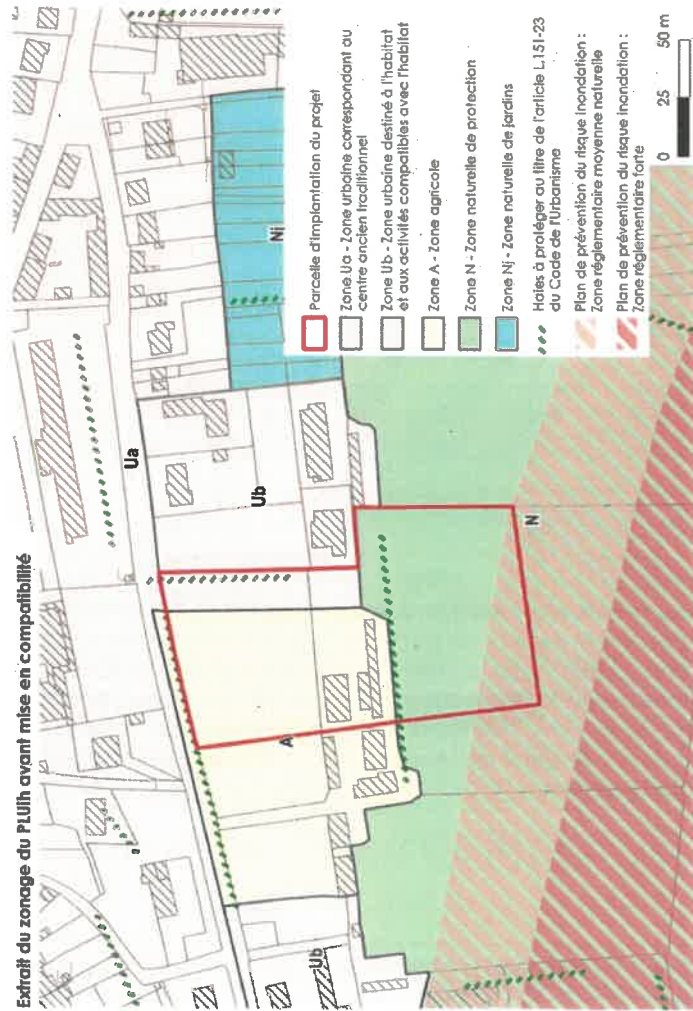 Extrait du zonage du PLUih avant mise en compatibilité
Ua
Ub
A
N
Nj
Ub
Parcelle d'implantation du projet
Zone Ua - Zone urbaine correspondant au
centre ancien traditionnel
Zone Ub - Zone urbaine destiné à l'habitat
et aux activités compatibles avec l'habitat
Zone A - Zone agricole
Zone N - Zone naturelle de protection
Zone Nj - Zone naturelle de jardins
Haies à protéger au titre de l'article L.151-23
du Code de l'Urbanisme
Plan de prévention du risque inondation :
Zone réglementaire moyenne naturelle
Plan de prévention du risque inondation :
Zone réglementaire forte
0 25 50 m